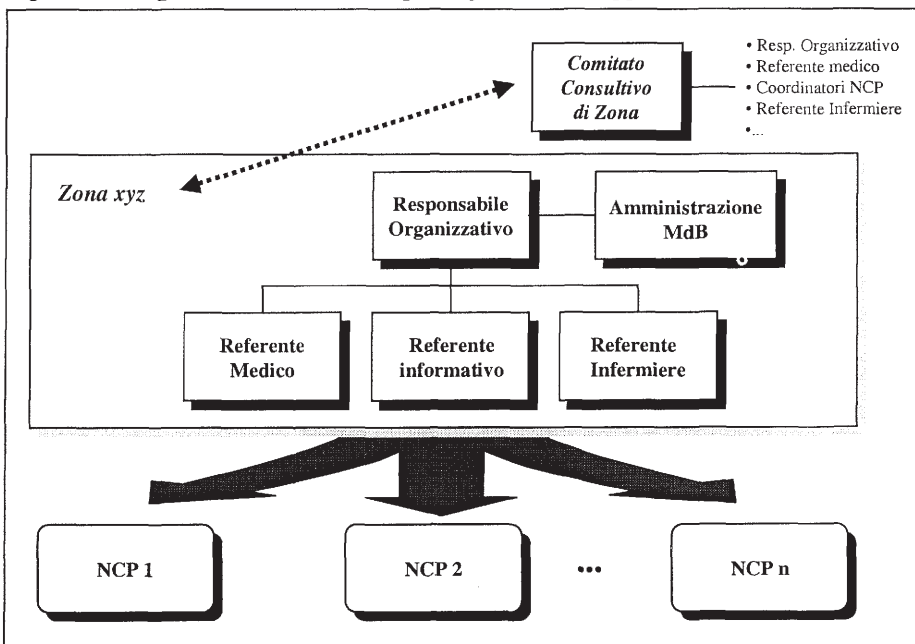 Comitato
Consultivo
di Zona
• Resp. Organizzativo
• Referente medico
• Coordinatori NCP
• Referente Infermiere
•...
Zona xyz
Responsabile
Organizzativo
Amministrazione
MdB
Referente
Medico
Referente
informativo
Referente
Infermiere
NCP 1
NCP 2
...
NCP n